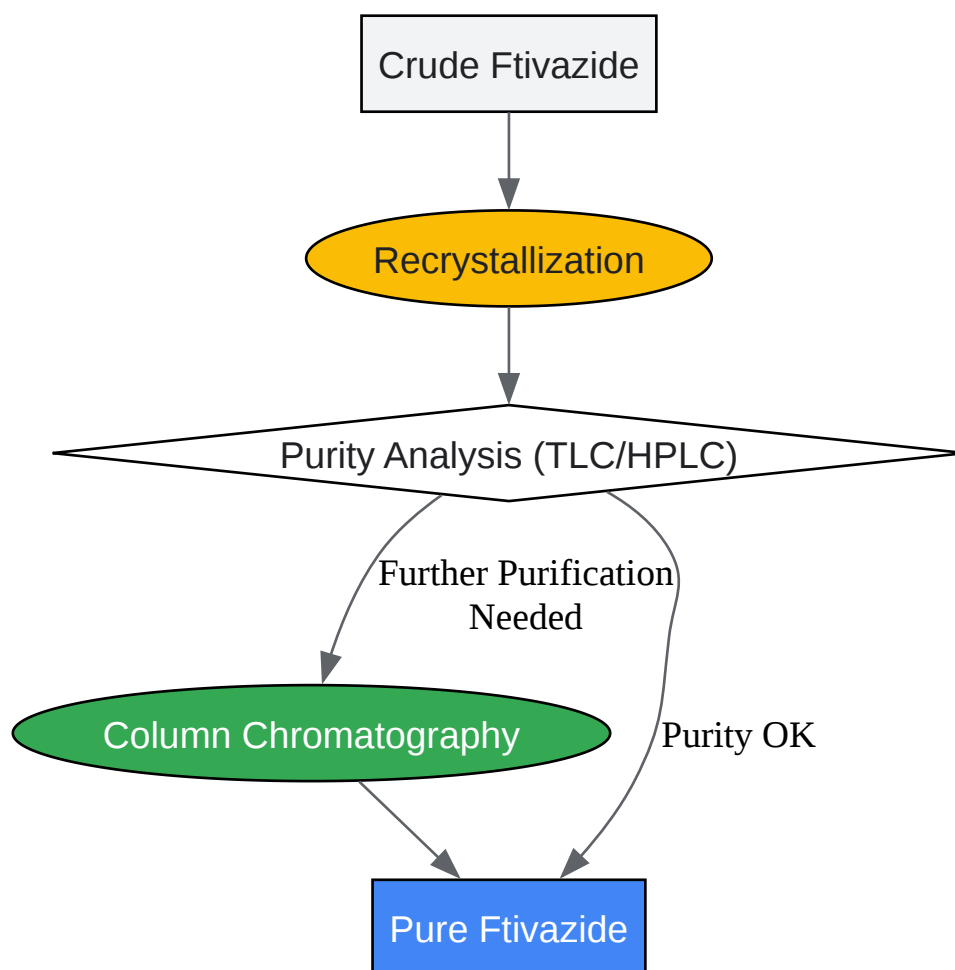 Crude Ftivazide
Recrystallization
Purity Analysis (TLC/HPLC)
Further Purification
Needed
Column Chromatography
Purity OK
Pure Ftivazide